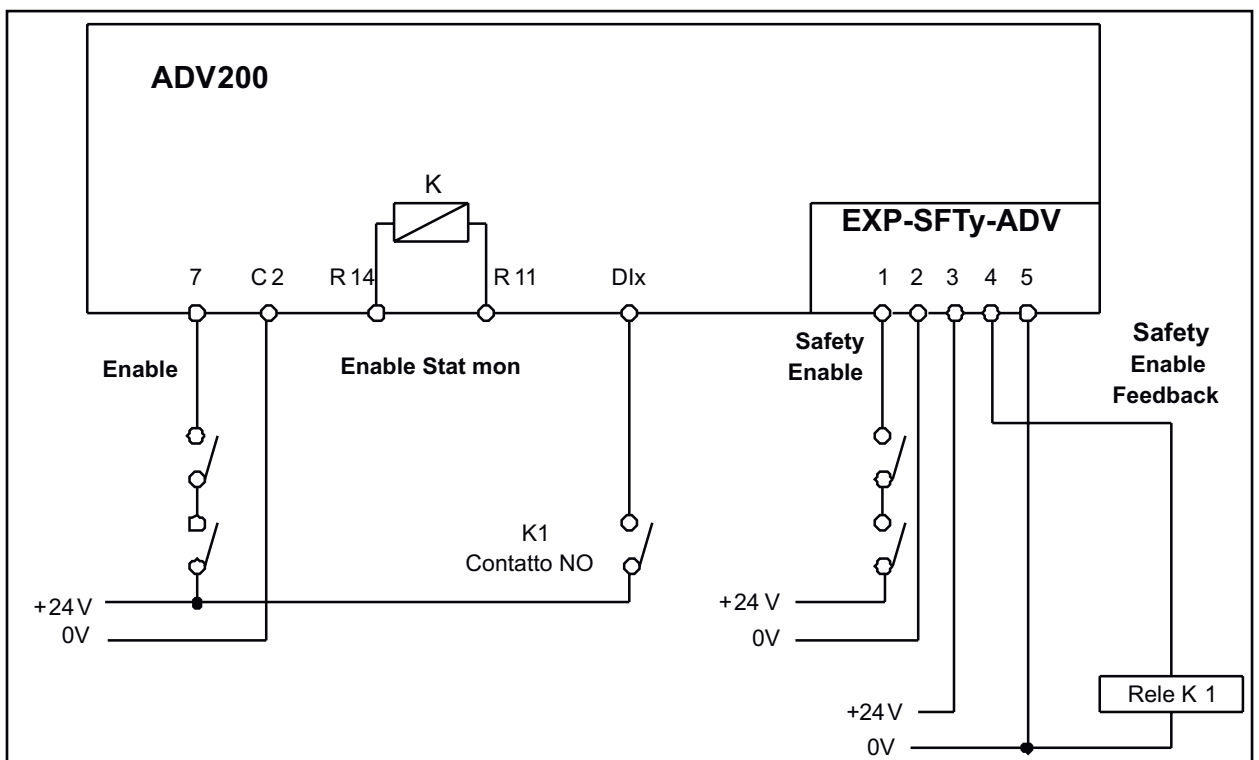 ADV200
K
EXP-SFTy-ADV
7 C 2 R 14 R 11 DIx 1 2 3 4 5
Enable
Enable Stat mon
Safety
Enable
Safety
Enable
Feedback
K1
Contatto NO
+24 V
0V
+24 V
0V
Rele K 1
+24 V
0V